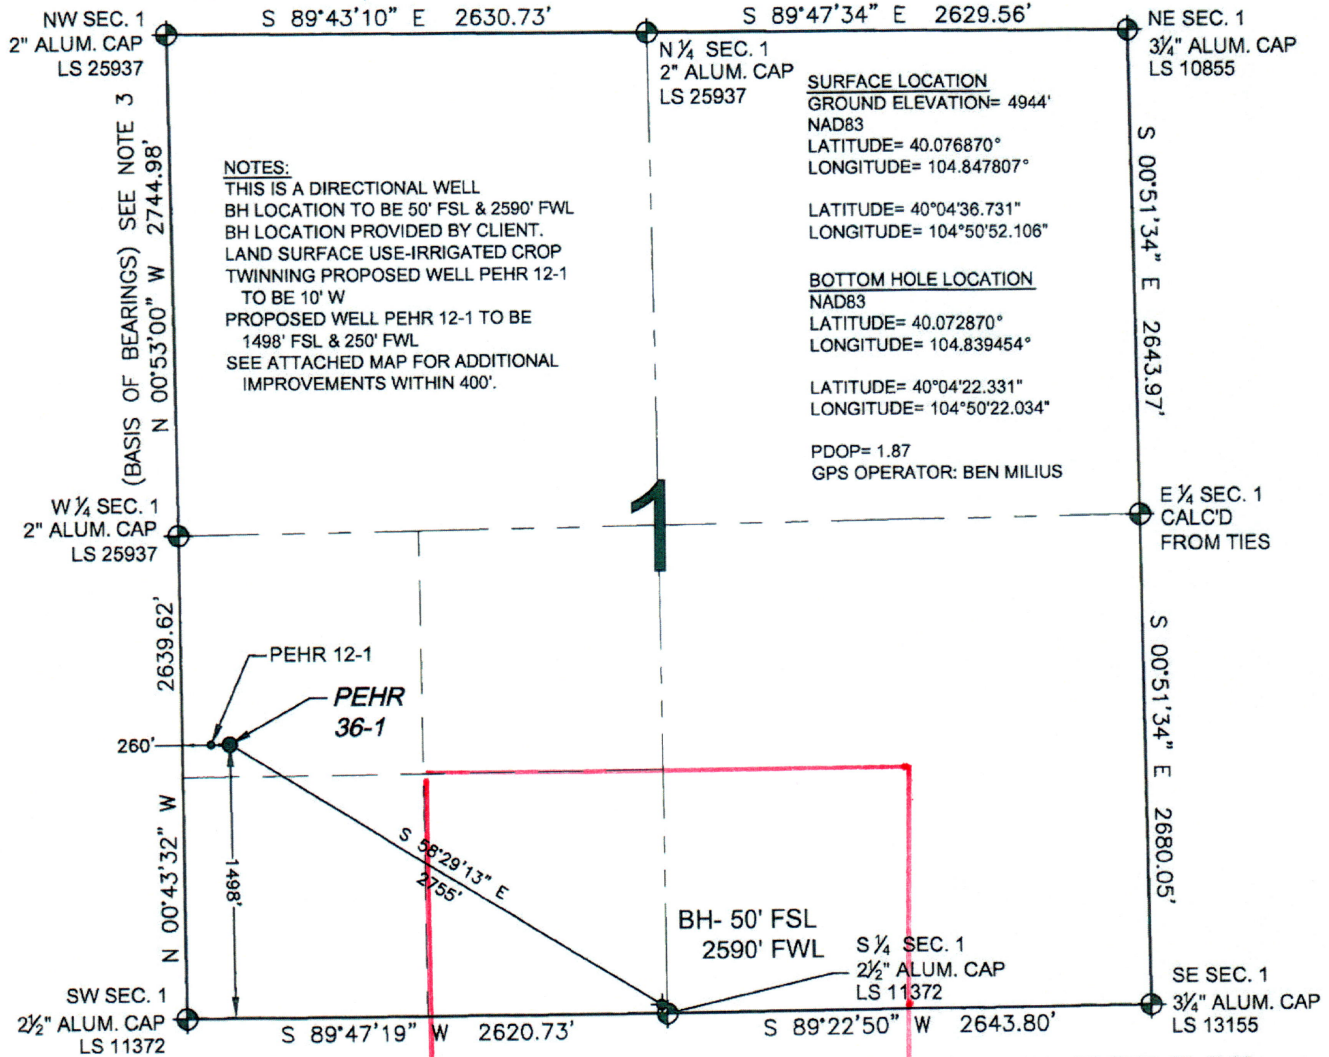 NW SEC. 1
2" ALUM. CAP
LS 25937
S 89°43'10" E 2630.73'
N ¼ SEC. 1
2" ALUM. CAP
LS 25937
S 89°47'34" E 2629.56'
NE SEC. 1
3¼" ALUM. CAP
LS 10855
(BASIS OF BEARINGS) SEE NOTE 3
N 00°53'00" W 2744.98'
NOTES:
THIS IS A DIRECTIONAL WELL
BH LOCATION TO BE 50' FSL & 2590' FWL
BH LOCATION PROVIDED BY CLIENT.
LAND SURFACE USE-IRRIGATED CROP
TWINNING PROPOSED WELL PEHR 12-1
TO BE 10' W
PROPOSED WELL PEHR 12-1 TO BE
1498' FSL & 250' FWL
SEE ATTACHED MAP FOR ADDITIONAL
IMPROVEMENTS WITHIN 400'.
SURFACE LOCATION
GROUND ELEVATION= 4944'
NAD83
LATITUDE= 40.076870°
LONGITUDE= 104.847807°
LATITUDE= 40°04'36.731"
LONGITUDE= 104°50'52.106"
BOTTOM HOLE LOCATION
NAD83
LATITUDE= 40.072870°
LONGITUDE= 104.839454°
LATITUDE= 40°04'22.331"
LONGITUDE= 104°50'22.034"
PDOP= 1.87
GPS OPERATOR: BEN MILIUS
S 00°51'34" E 2643.97'
W ¼ SEC. 1
2" ALUM. CAP
LS 25937
1
E ¼ SEC. 1
CALC'D
FROM TIES
2639.62'
N 00°43'32" W
PEHR 12-1
PEHR
36-1
260'
1498'
S 58°29'13" E
2755'
S 00°51'34" E 2680.05'
BH- 50' FSL
2590' FWL
S ¼ SEC. 1
2½" ALUM. CAP
LS 11372
SW SEC. 1
2½" ALUM. CAP
LS 11372
S 89°47'19" W 2620.73'
S 89°22'50" W 2643.80'
SE SEC. 1
3¼" ALUM. CAP
LS 13155